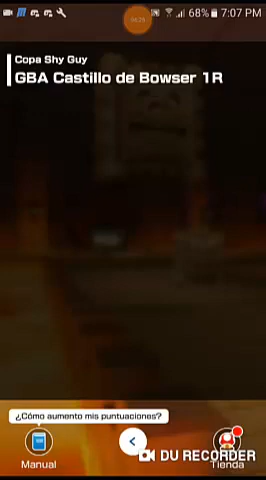 68% 7:07 PM
Copa Shy Guy
GBA Castillo de Bowser 1R
¿Cómo aumento mis puntuaciones?
DU RECORDER
Manual
Tienda